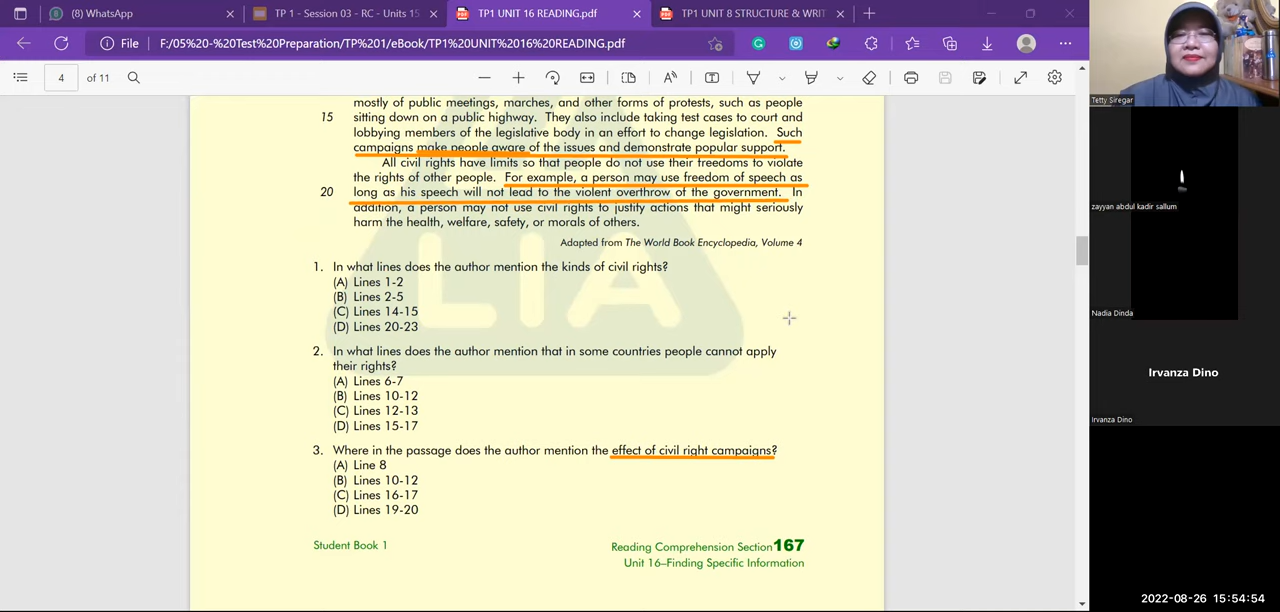 (8) WhatsApp
TP 1 - Session 03 - RC - Units 15
TP1 UNIT 16 READING.pdf
TP1 UNIT 8 STRUCTURE & WRIT
File
F:/05%20-%20Test%20Preparation/TP%201/eBook/TP1%20UNIT%2016%20READING.pdf
4 of 11
mostly of public meetings, marches, and other forms of protests, such as people
15 sitting down on a public highway. They also include taking test cases to court and
lobbying members of the legislative body in an effort to change legislation. Such
campaigns make people aware of the issues and demonstrate popular support.
All civil rights have limits so that people do not use their freedoms to violate
the rights of other people. For example, a person may use freedom of speech as
20 long as his speech will not lead to the violent overthrow of the government. In
addition, a person may not use civil rights to justify actions that might seriously
harm the health, welfare, safety, or morals of others.
Adapted from The World Book Encyclopedia, Volume 4
LIA
1. In what lines does the author mention the kinds of civil rights?
(A) Lines 1-2
(B) Lines 2-5
(C) Lines 14-15
(D) Lines 20-23
2. In what lines does the author mention that in some countries people cannot apply
their rights?
(A) Lines 6-7
(B) Lines 10-12
(C) Lines 12-13
(D) Lines 15-17
3. Where in the passage does the author mention the effect of civil right campaigns?
(A) Line 8
(B) Lines 10-12
(C) Lines 16-17
(D) Lines 19-20
Student Book 1
Reading Comprehension Section 167
Unit 16–Finding Specific Information
Tetty Siregar
zayyan abdul kadir sallum
Nadia Dinda
Irvanza Dino
Irvanza Dino
2022-08-26 15:54:54